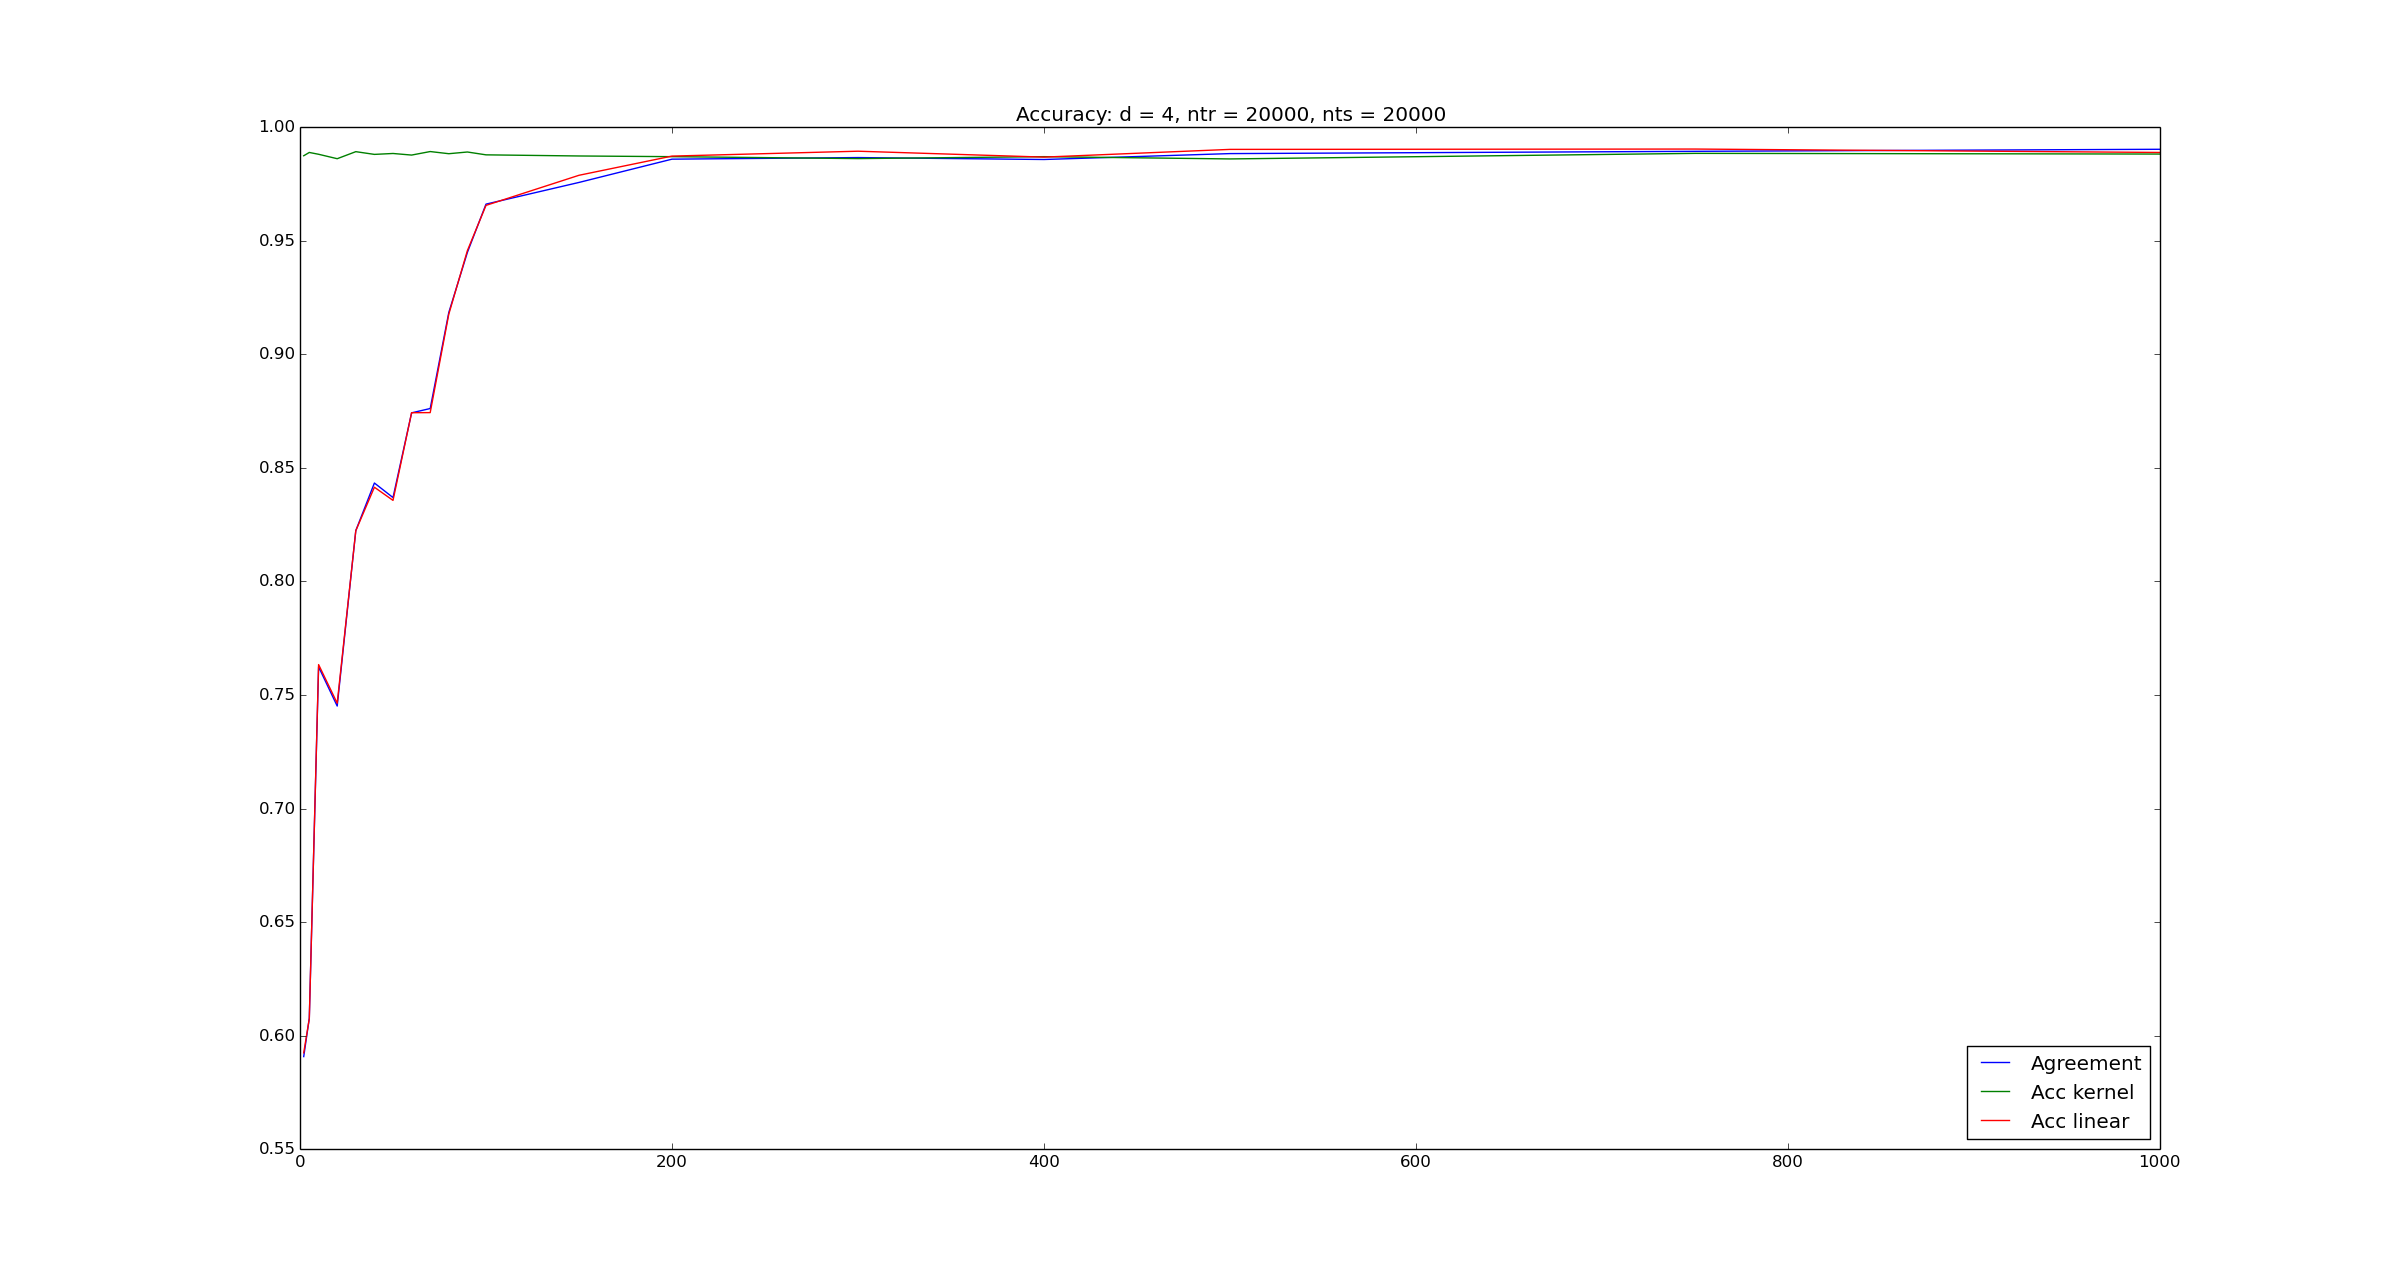 Accuracy: d = 4, ntr = 20000, nts = 20000
1.00
0.95
0.90
0.85
0.80
0.75
0.70
0.65
0.60
0.55
0 200 400 600 800 1000
Agreement
Acc kernel
Acc linear